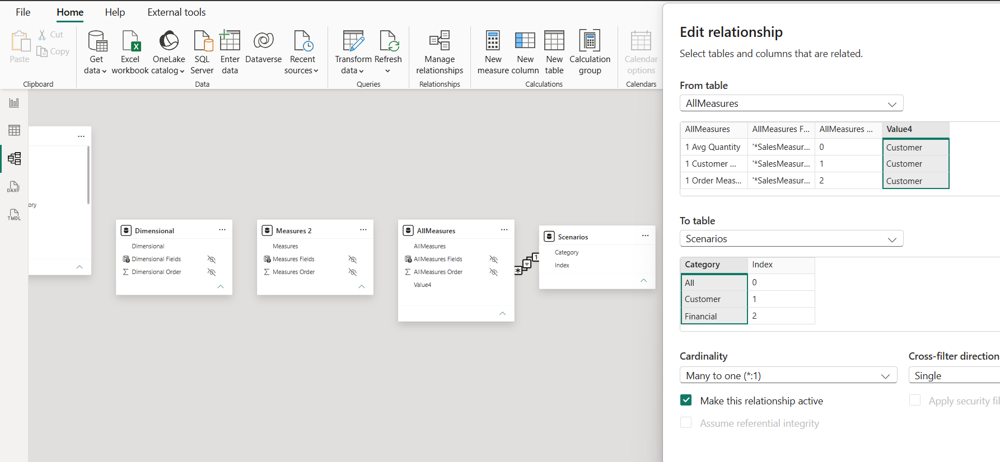 File Home Help External tools
Paste
Cut
Copy
Clipboard
Get data
Excel workbook
OneLake catalog
SQL Server
Enter data
Dataverse
Recent sources
Data
Transform data
Refresh
Queries
Manage relationships
Relationships
New measure
New column
New table
Calculation group
Calculations
Calendar options
Calendars
DAX
TMDL
...
ory
Dimensional ...
Dimensional
Dimensional Fields
Dimensional Order
Measures 2 ...
Measures
Measures Fields
Measures Order
AllMeasures ...
AllMeasures
AllMeasures Fields
AllMeasures Order
Value4
* 1
Scenarios ...
Category
Index
Edit relationship
Select tables and columns that are related.
From table
AllMeasures
AllMeasures AllMeasures F... AllMeasures ... Value4
1 Avg Quantity '*SalesMeasur... 0 Customer
1 Customer ... '*SalesMeasur... 1 Customer
1 Order Meas... '*SalesMeasur... 2 Customer
To table
Scenarios
Category Index
All 0
Customer 1
Financial 2
Cardinality
Many to one (*:1)
Cross-filter direction
Single
Make this relationship active
Apply security fil
Assume referential integrity